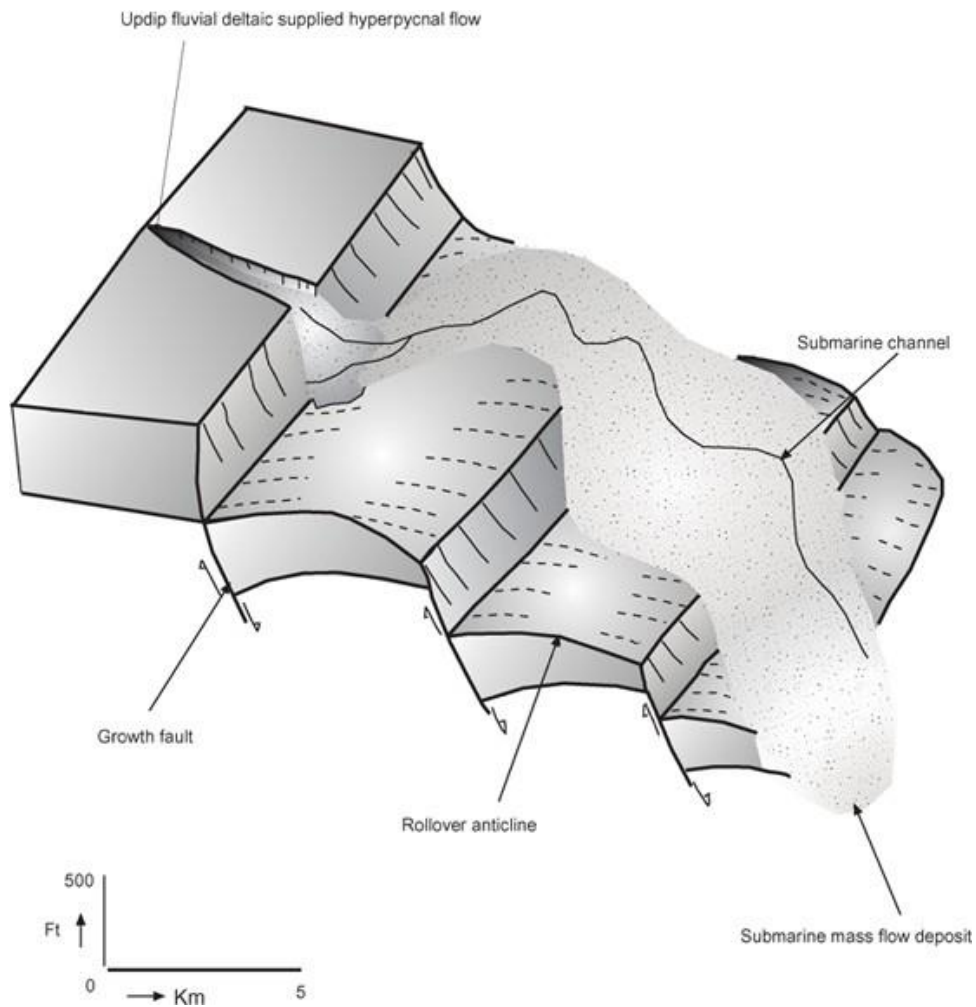 Updip fluvial deltaic supplied hyperpycnal flow
Submarine channel
Growth fault
Rollover anticline
Submarine mass flow deposit
500
Ft
0
Km
5